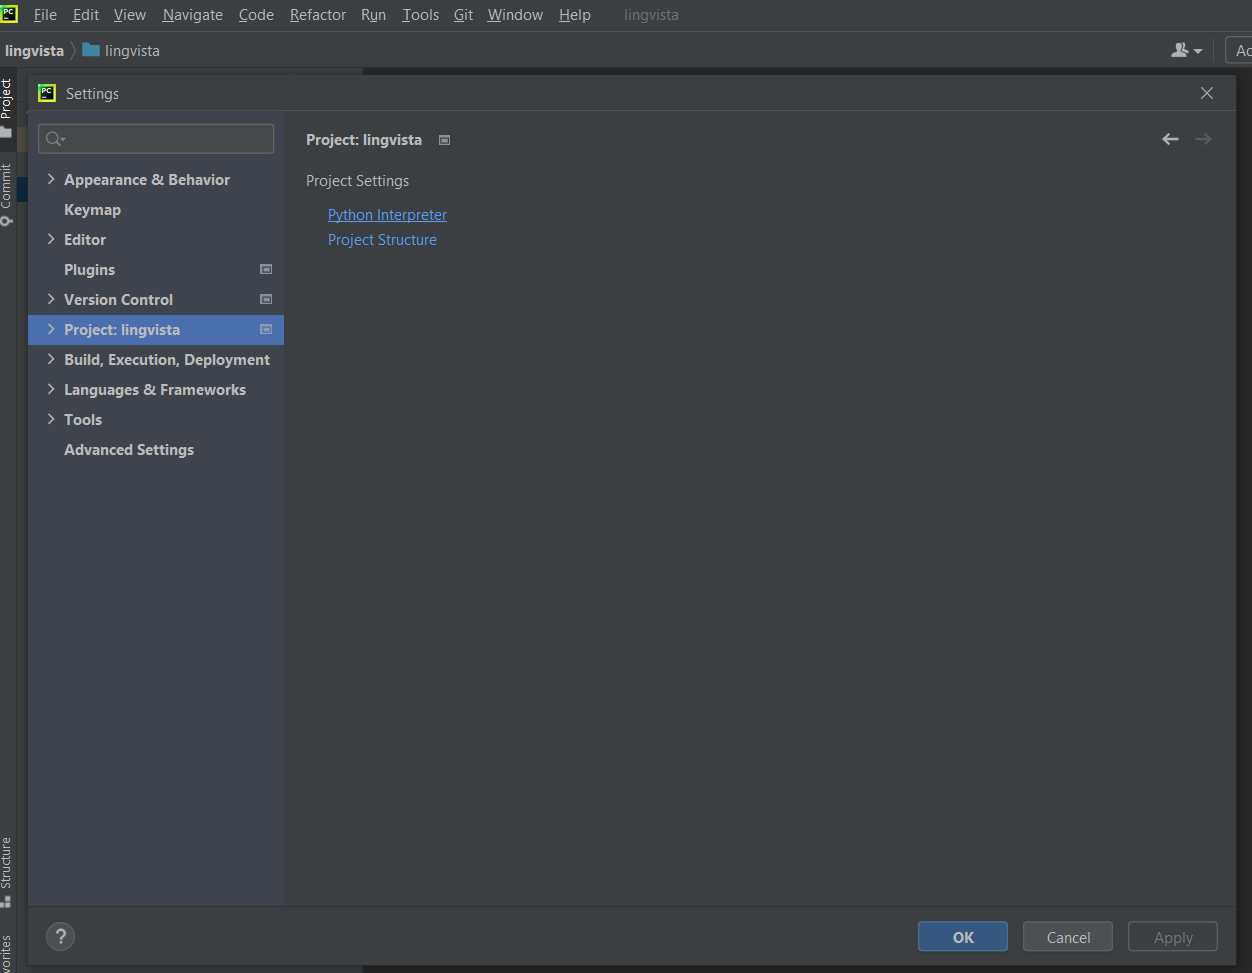 PC File Edit View Navigate Code Refactor Run Tools Git Window Help lingvista
lingvista lingvista
Project
Commit
Structure
PC Settings
Project: lingvista
Appearance & Behavior
Keymap
Editor
Plugins
Version Control
Project: lingvista
Build, Execution, Deployment
Languages & Frameworks
Tools
Advanced Settings
Project Settings
Python Interpreter
Project Structure
?
OK Cancel Apply